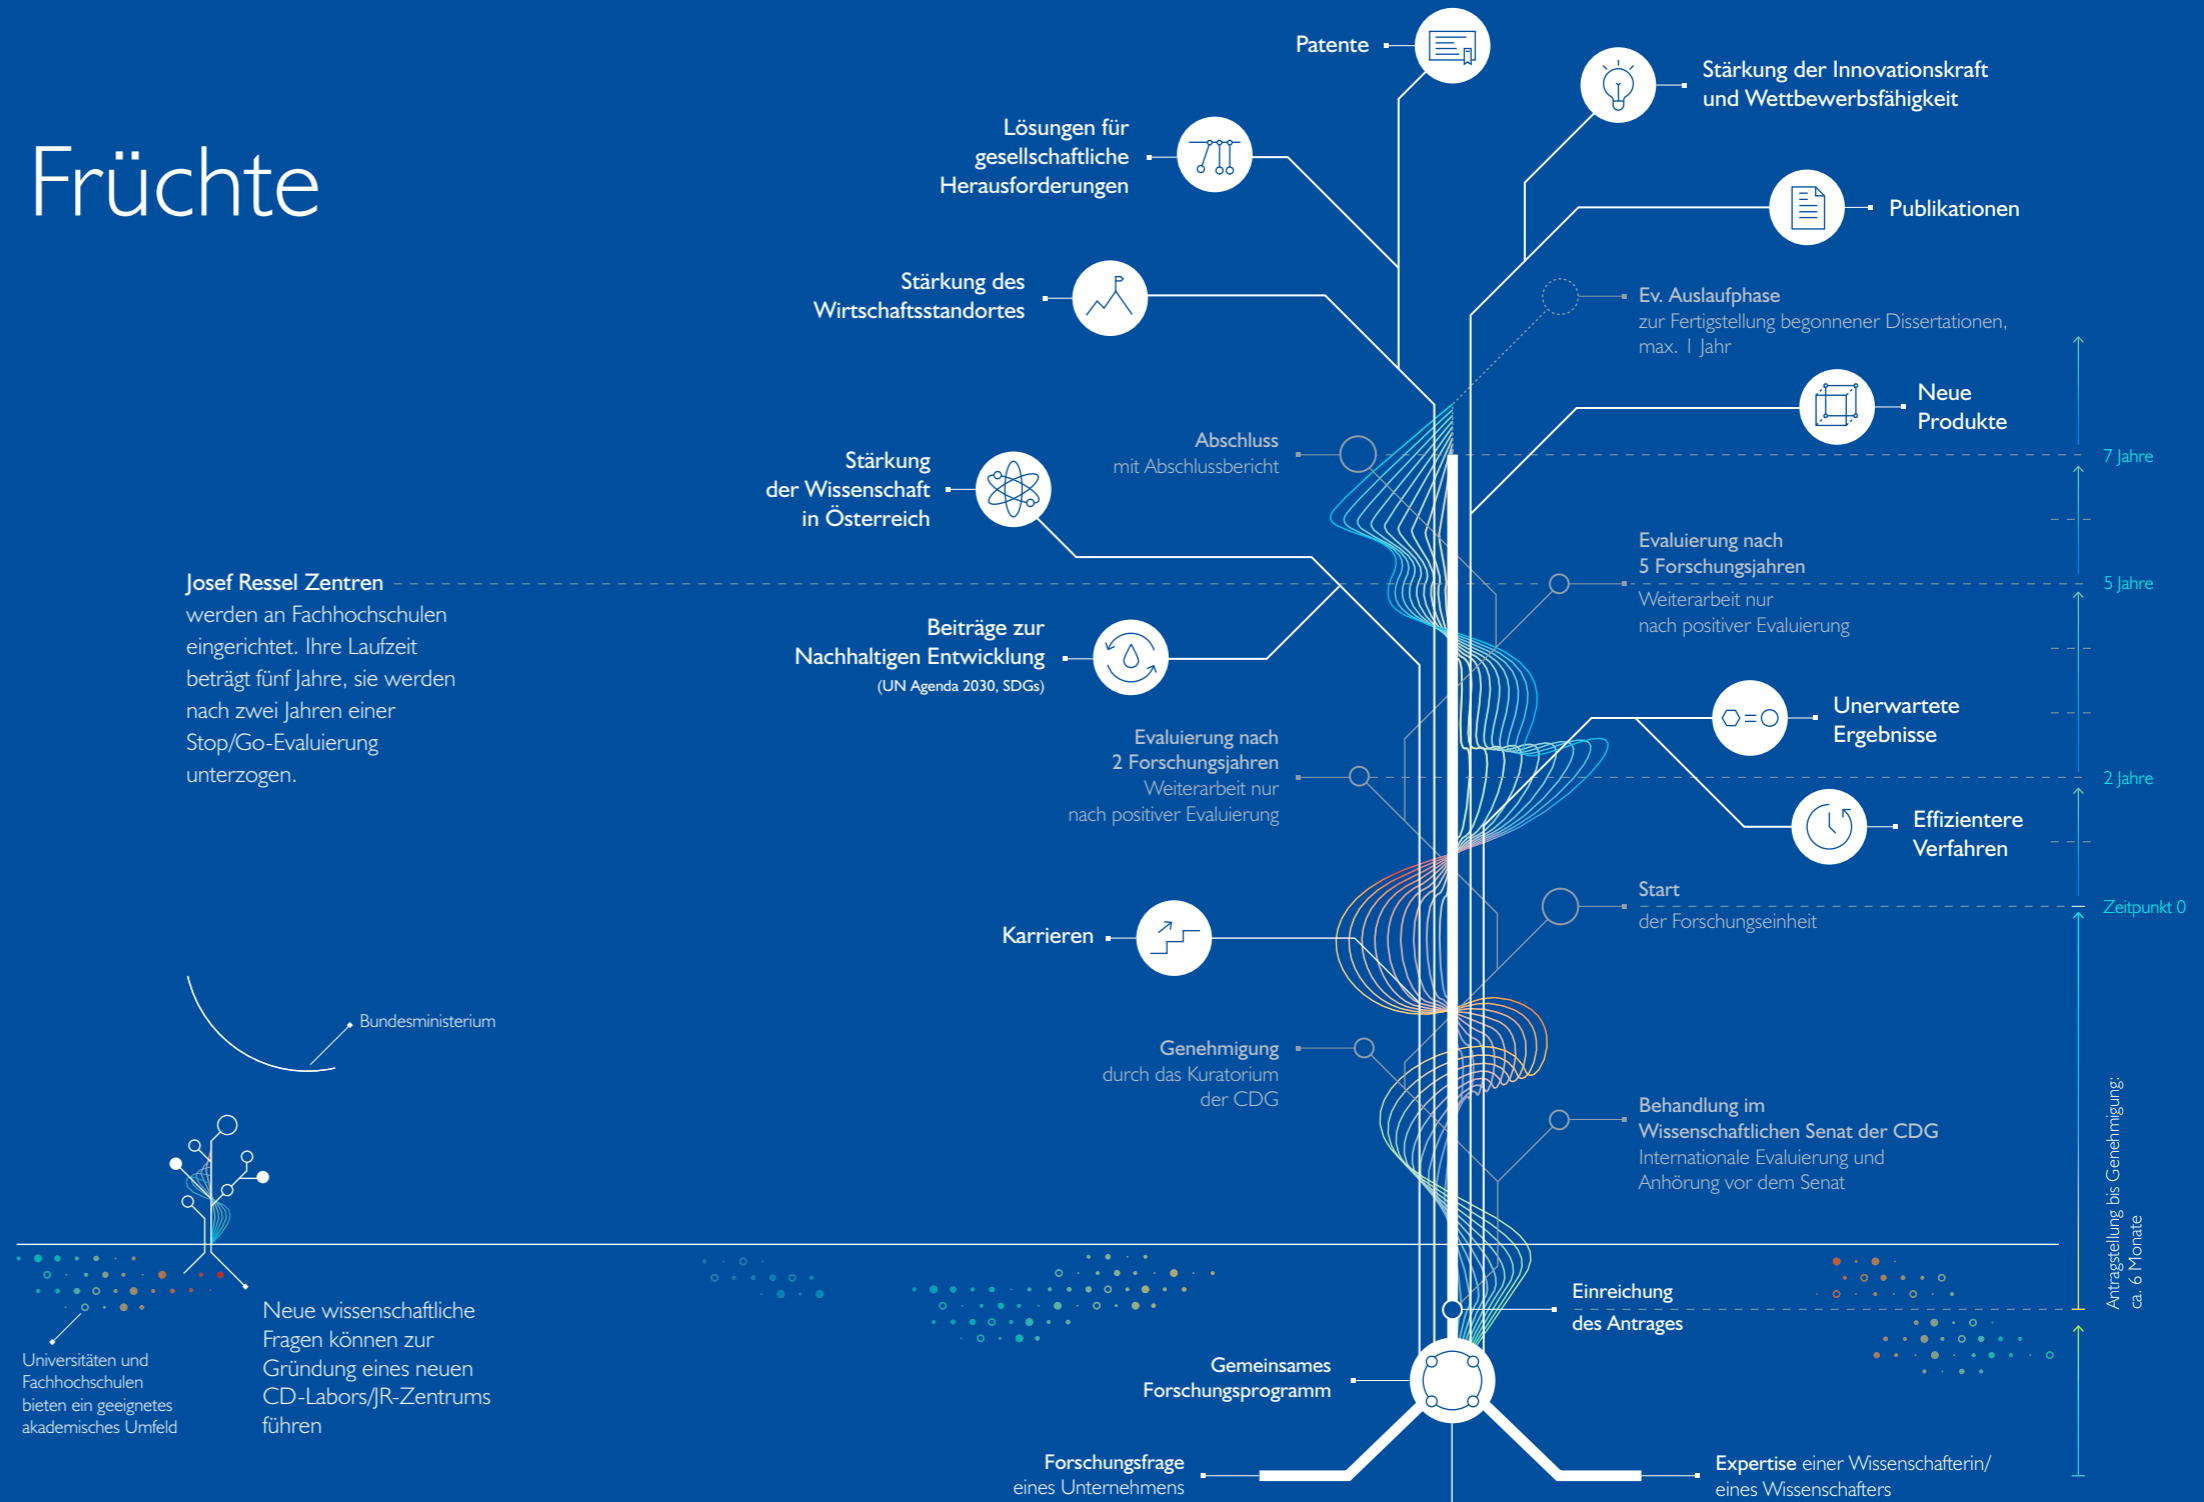 Früchte
Patente
Stärkung der Innovationskraft
und Wettbewerbsfähigkeit
Lösungen für
gesellschaftliche
Herausforderungen
Publikationen
Stärkung des
Wirtschaftsstandortes
Ev. Auslaufphase
zur Fertigstellung begonnener Dissertationen,
max. 1 Jahr
Neue
Produkte
Abschluss
mit Abschlussbericht
7 Jahre
Stärkung
der Wissenschaft
in Österreich
Evaluierung nach
5 Forschungsjahren
Weiterarbeit nur
nach positiver Evaluierung
5 Jahre
Josef Ressel Zentren
werden an Fachhochschulen
eingerichtet. Ihre Laufzeit
beträgt fünf Jahre, sie werden
nach zwei Jahren einer
Stop/Go-Evaluierung
unterzogen.
Beiträge zur
Nachhaltigen Entwicklung
(UN Agenda 2030, SDGs)
Unerwartete
Ergebnisse
Evaluierung nach
2 Forschungsjahren
Weiterarbeit nur
nach positiver Evaluierung
2 Jahre
Effizientere
Verfahren
Start
der Forschungseinheit
Zeitpunkt 0
Karrieren
Bundesministerium
Genehmigung
durch das Kuratorium
der CDG
Behandlung im
Wissenschaftlichen Senat der CDG
Internationale Evaluierung und
Anhörung vor dem Senat
Antragstellung bis Genehmigung:
ca. 6 Monate
Einreichung
des Antrages
Neue wissenschaftliche
Fragen können zur
Gründung eines neuen
CD-Labors/JR-Zentrums
führen
Universitäten und
Fachhochschulen
bieten ein geeignetes
akademisches Umfeld
Gemeinsames
Forschungsprogramm
Forschungsfrage
eines Unternehmens
Expertise einer Wissenschafterin/
eines Wissenschafters